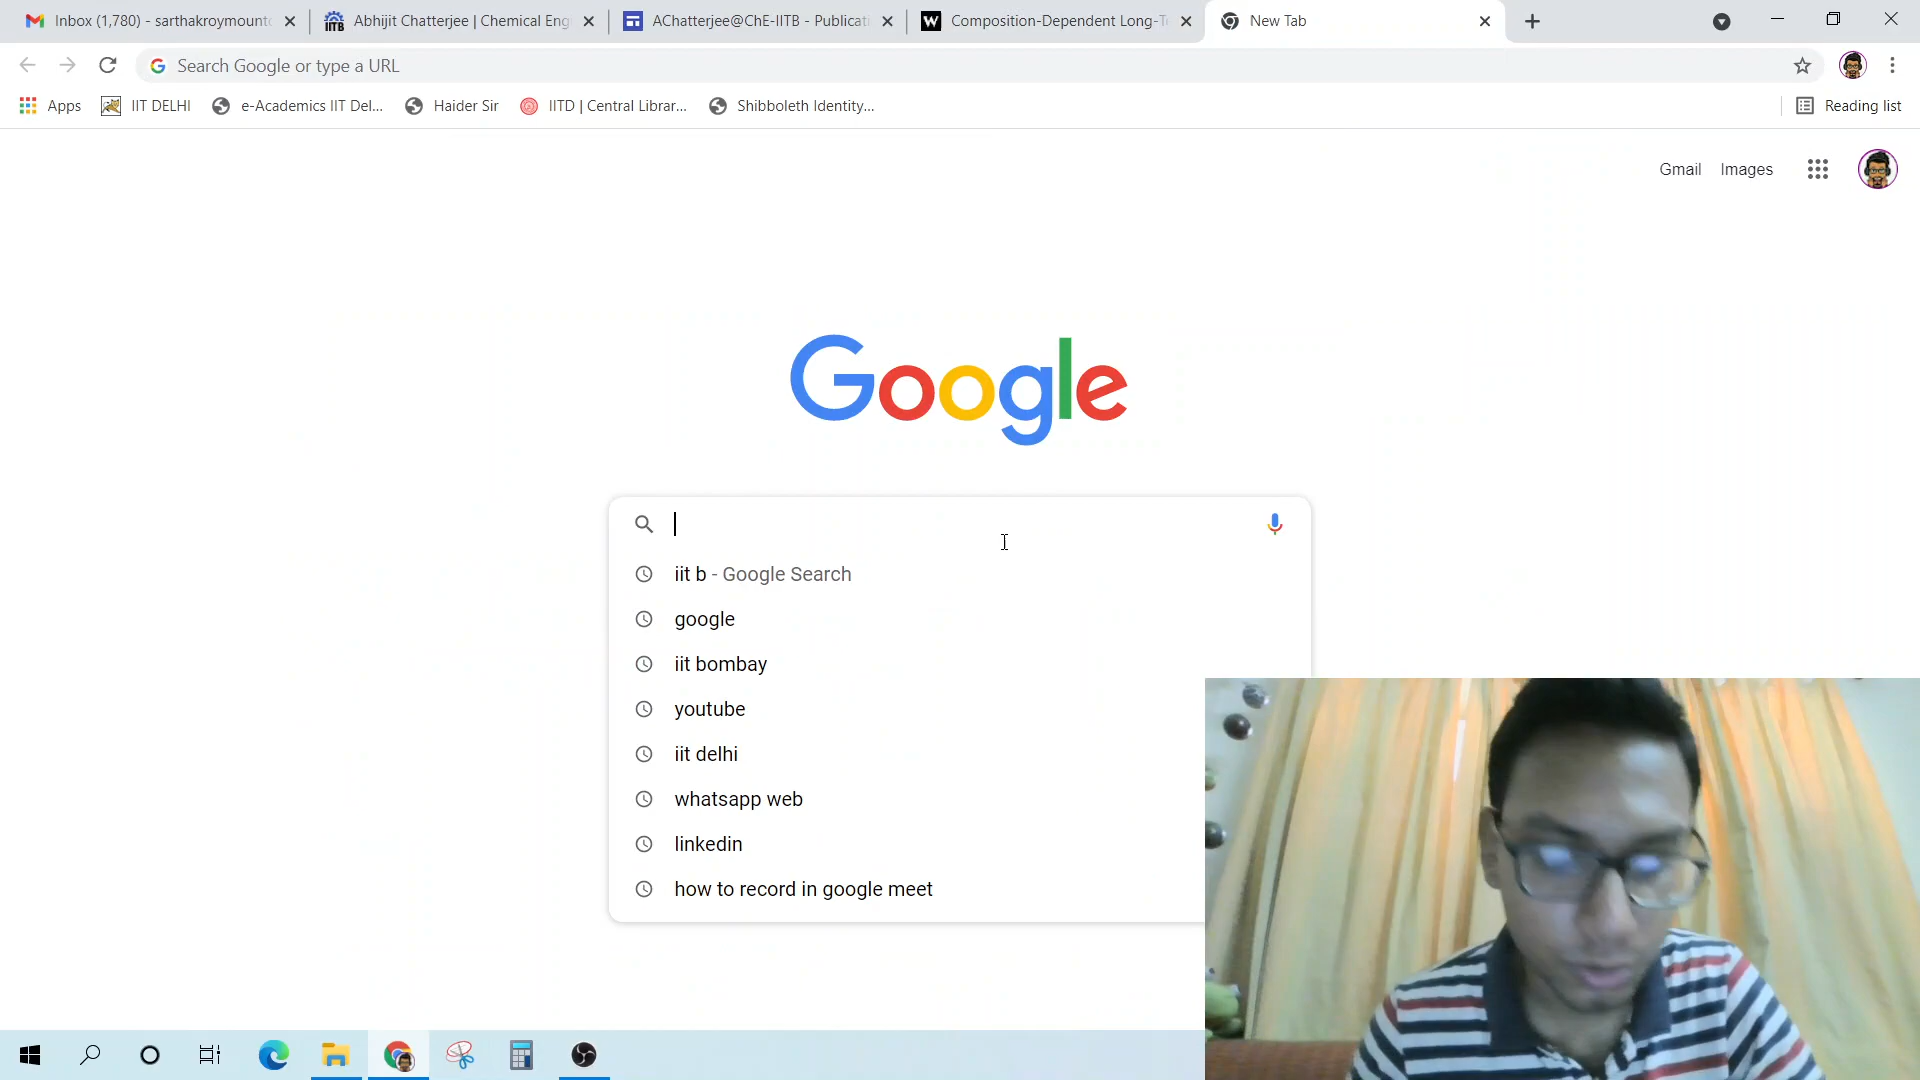 Inbox (1,780) - sarthakroymount
Abhijit Chatterjee | Chemical Eng
AChatterjee@ChE-IITB - Publicati
Composition-Dependent Long-T
New Tab
Search Google or type a URL
Apps
IIT DELHI
e-Academics IIT Del...
Haider Sir
IITD | Central Librar...
Shibboleth Identity...
Reading list
Gmail
Images
Google
iit b - Google Search
google
iit bombay
youtube
iit delhi
whatsapp web
linkedin
how to record in google meet